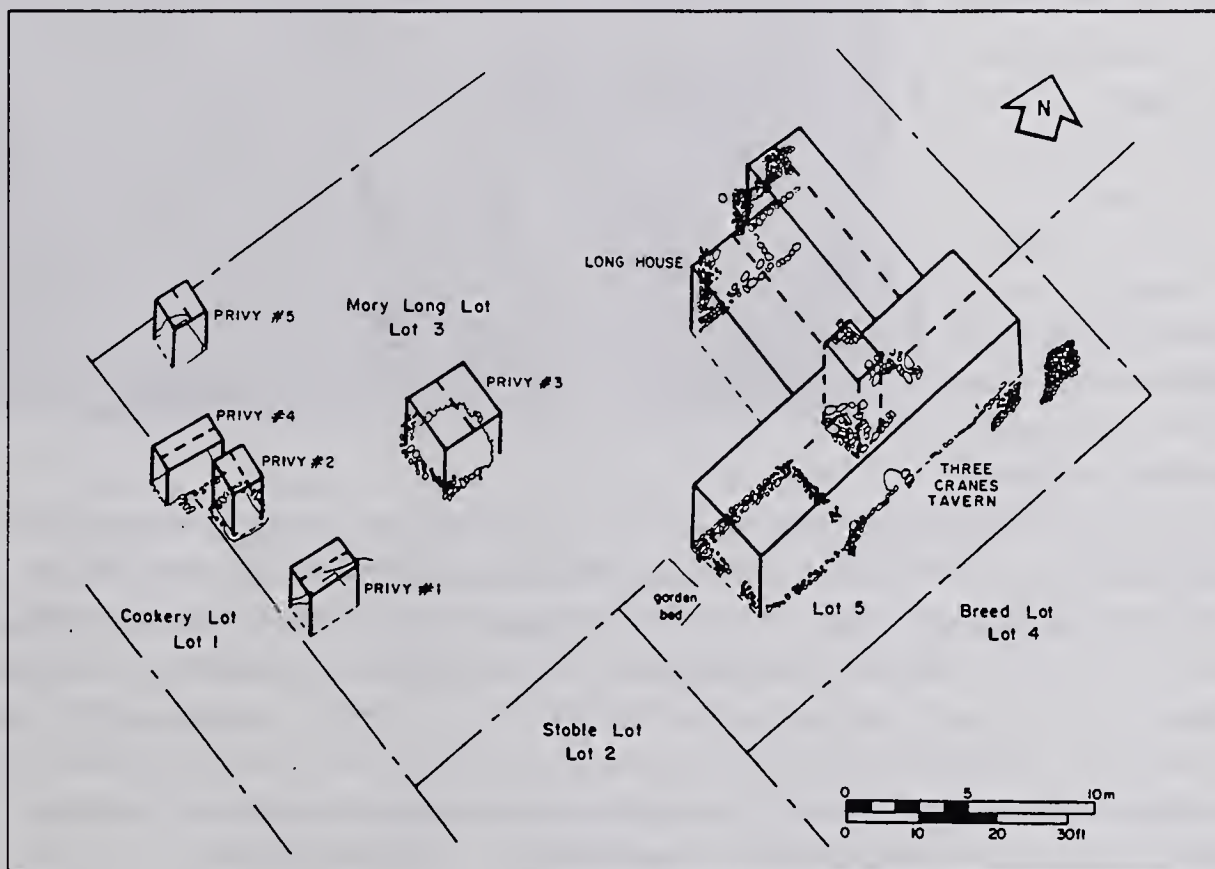 N
LONG HOUSE
PRIVY #5
Mary Long Lot
Lot 3
PRIVY #3
PRIVY #4
PRIVY #2
THREE
CRANES
TAVERN
PRIVY #1
garden
bed
Cookery Lot
Lot 1
Lot 5
Breed Lot
Lot 4
Stable Lot
Lot 2
0 5 10m
0 10 20 30ft